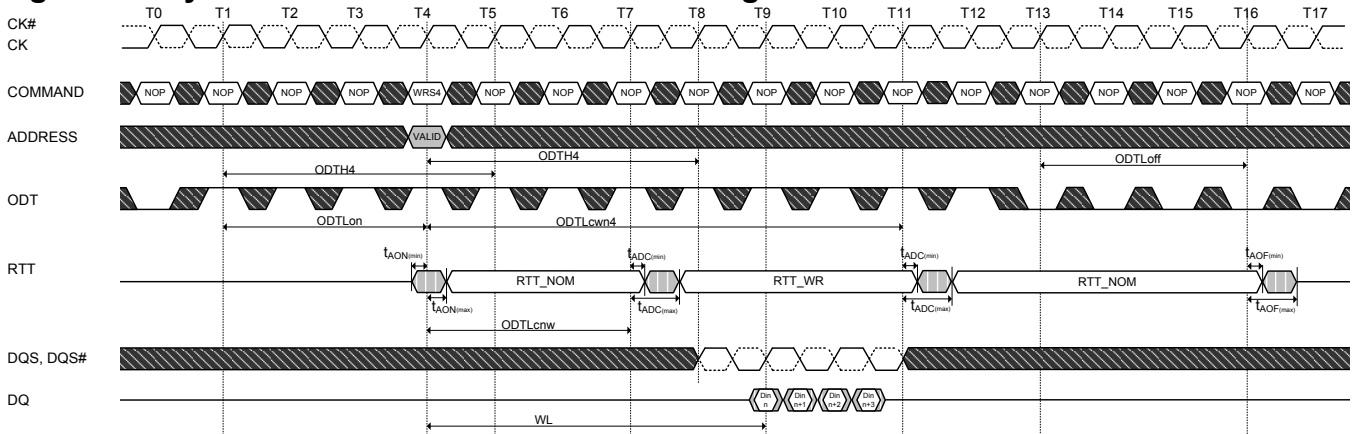 T0 T1 T2 T3 T4 T5 T6 T7 T8 T9 T10 T11 T12 T13 T14 T15 T16 T17
CK#
CK
COMMAND NOP NOP NOP NOP WRS4 NOP NOP NOP NOP NOP NOP NOP NOP NOP NOP NOP NOP NOP
ADDRESS VALID
ODTH4 ODTLoff
ODTH4
ODT
ODTLon ODTLcwn4
tAON(min) tADC(min) tADC(min) tAOF(min)
RTT RTT_NOM RTT_WR RTT_NOM
tAON(max) tADC(max) tADC(max) tAOF(max)
ODTLcnw
DQS, DQS#
DQ Din n Din n+1 Din n+2 Din n+3
WL